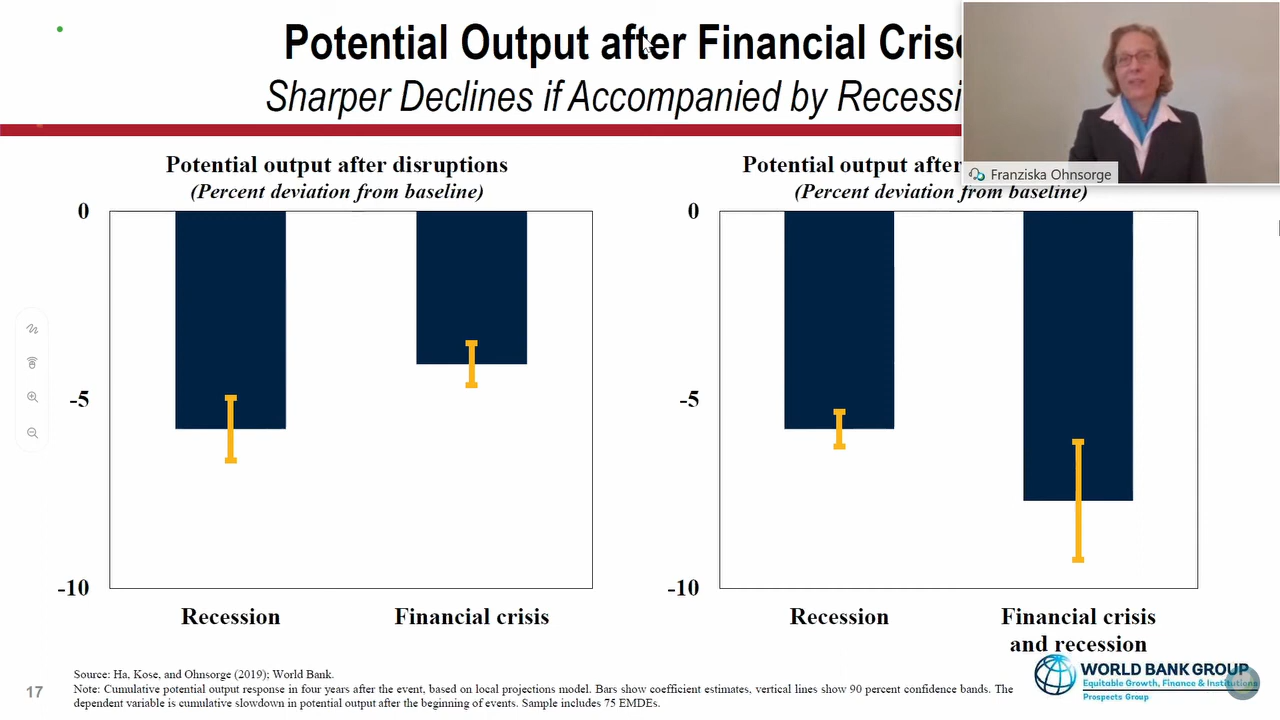 Potential Output after Financial Crise
Sharper Declines if Accompanied by Recessi
Franziska Ohnsorge
Potential output after disruptions
(Percent deviation from baseline)
0
-5
-10
Recession
Financial crisis
Potential output after
(Percent deviation from baseline)
0
-5
-10
Recession
Financial crisis
and recession
17
Source: Ha, Kose, and Ohnsorge (2019); World Bank.
Note: Cumulative potential output response in four years after the event, based on local projections model. Bars show coefficient estimates, vertical lines show 90 percent confidence bands. The
dependent variable is cumulative slowdown in potential output after the beginning of events. Sample includes 75 EMDEs.
WORLD BANK GROUP
Equitable Growth, Finance & Institutions
Prospects Group